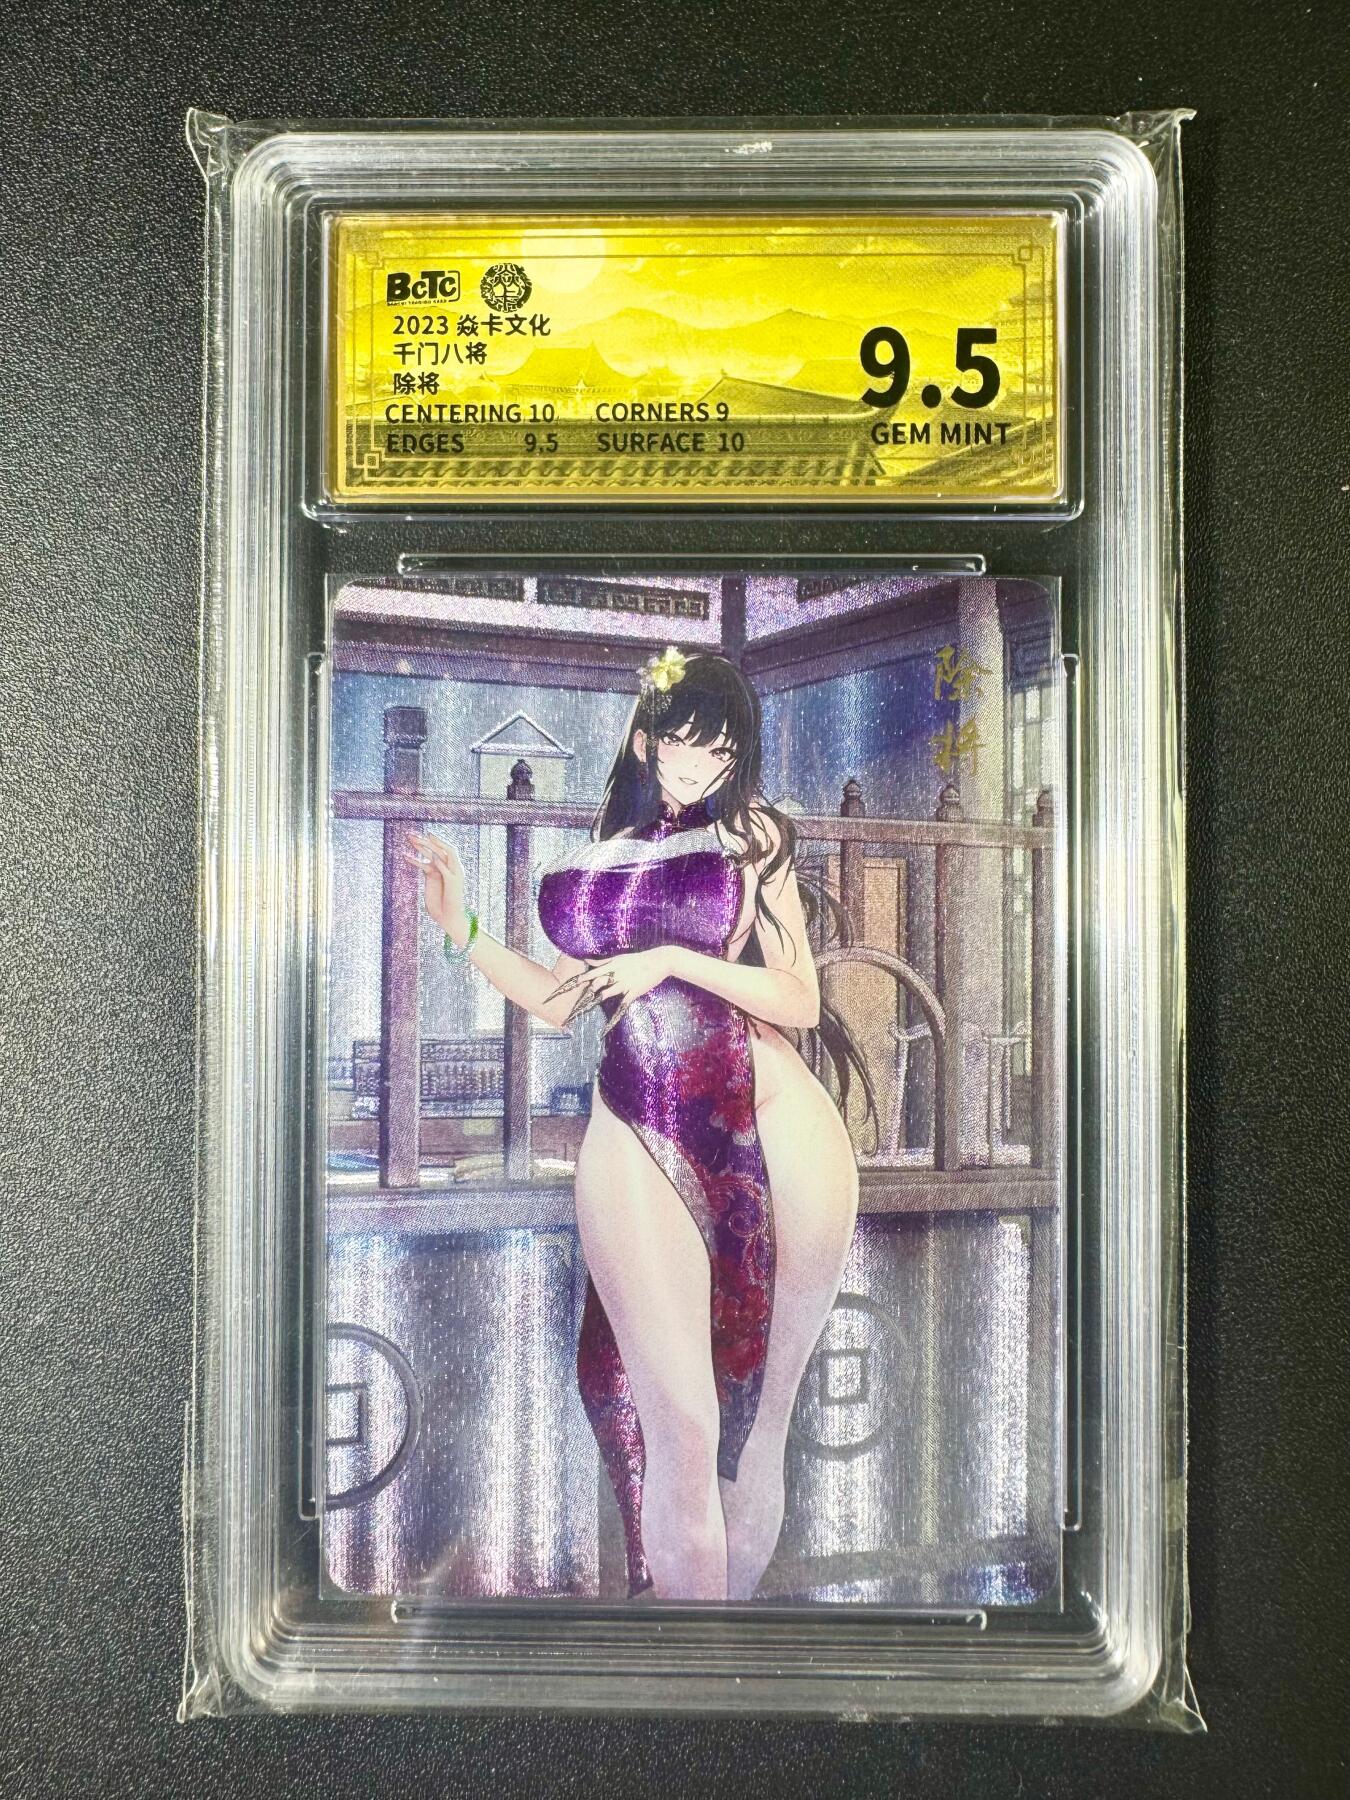 BCTC
2023 焱卡文化
千门八将
除将
CENTERING 10 CORNERS 9
EDGES 9.5 SURFACE 10
9.5
GEM MINT
除将